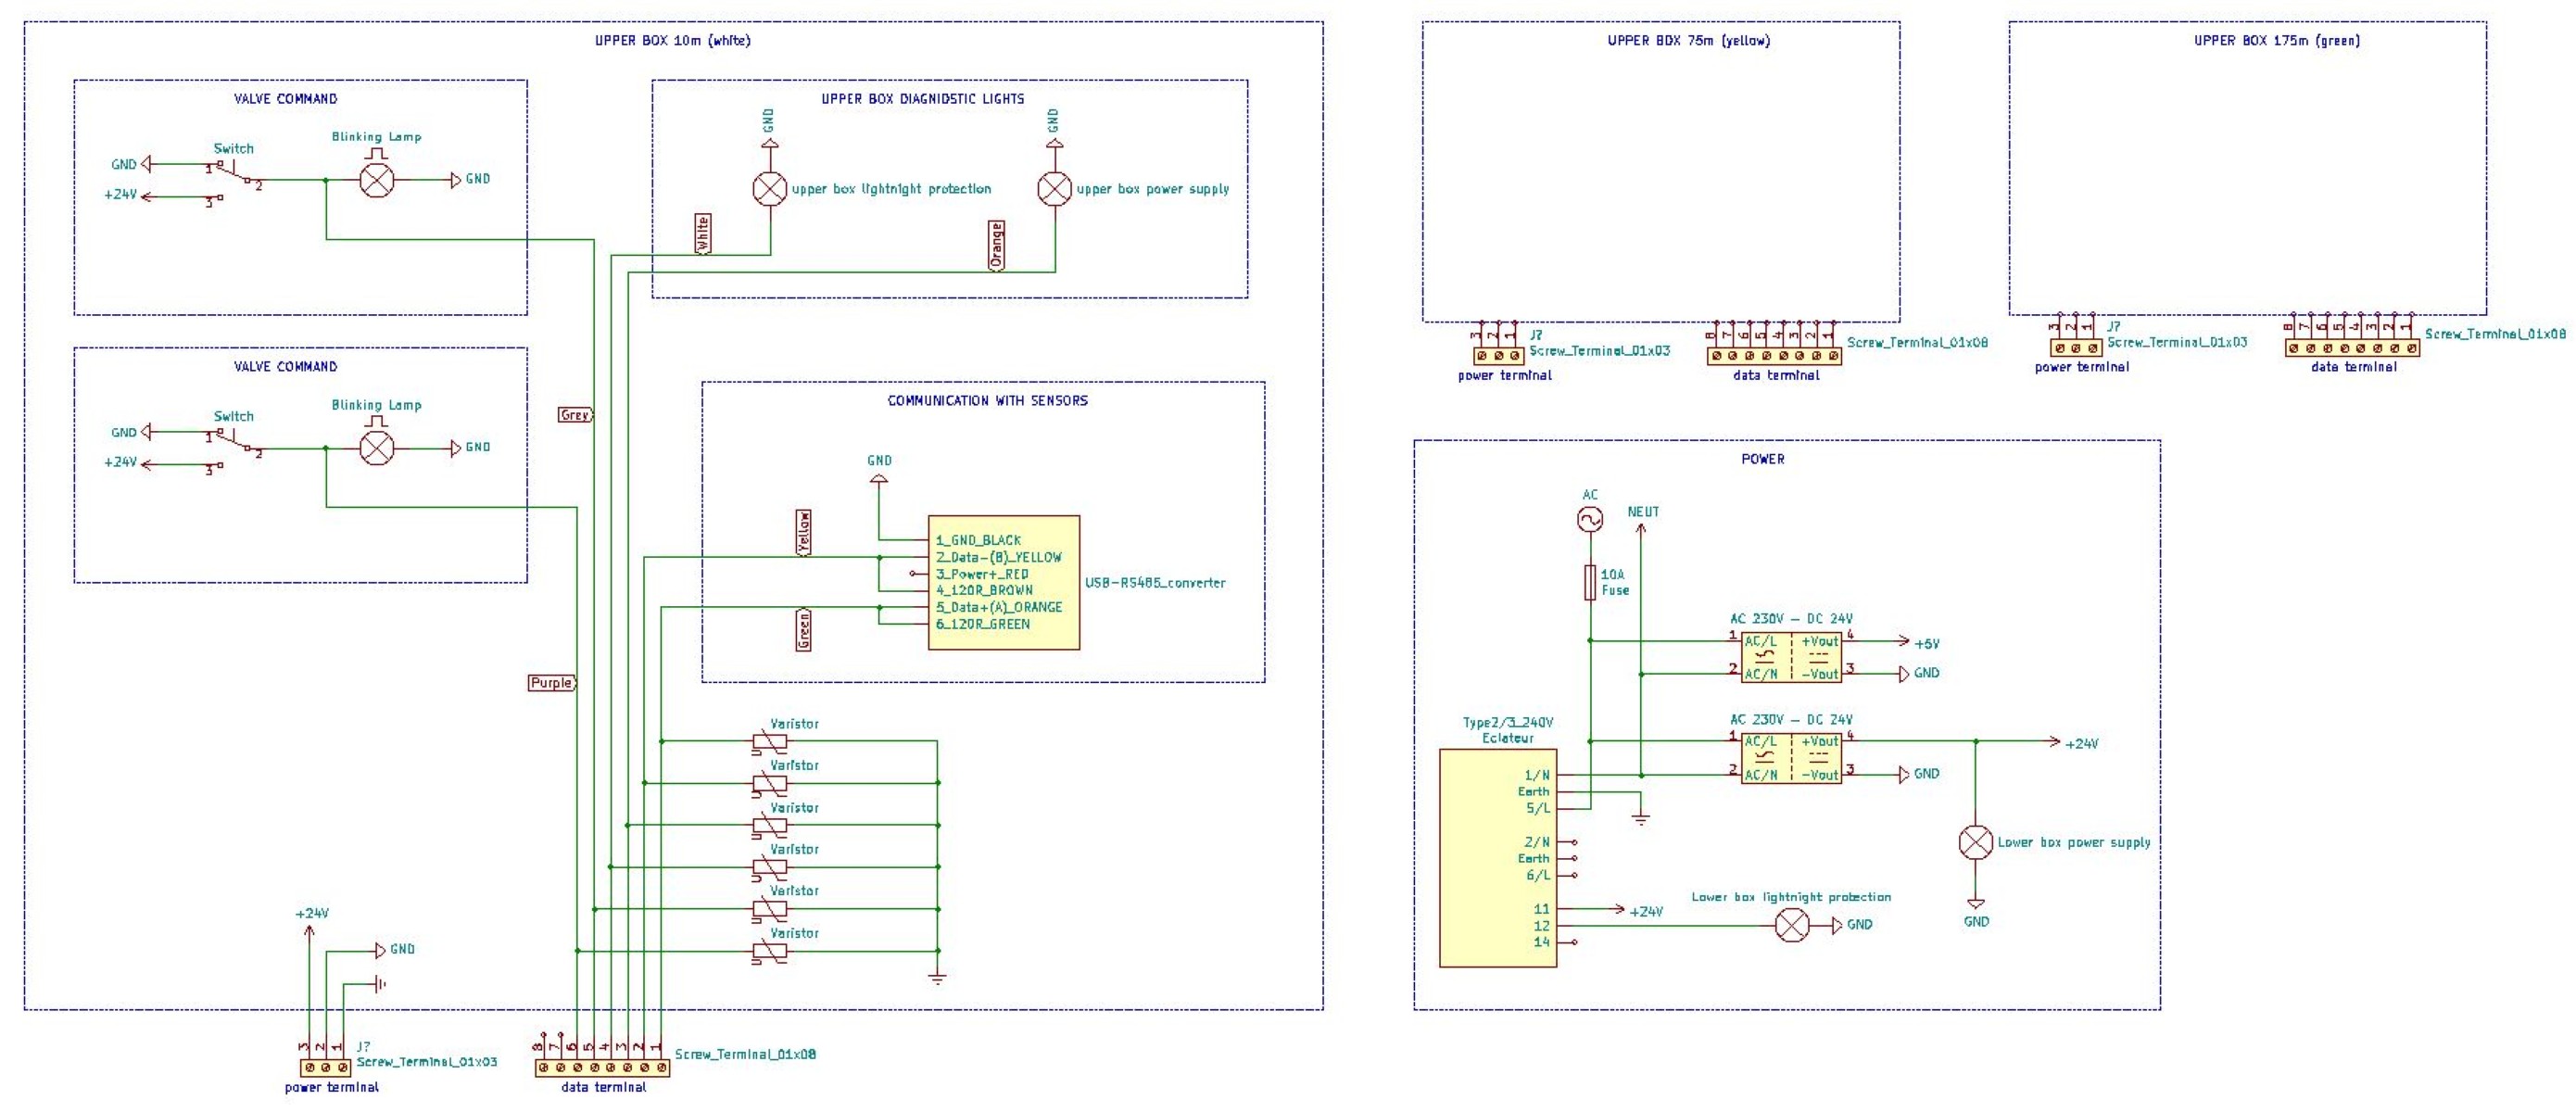 UPPER BOX 10m (white)
VALVE COMMAND
Blinking Lamp
Switch
GND
1
2
GND
+24V
3
UPPER BOX DIAGNIDSTIC LIGHTS
GND
GND
upper box lightnight protection
upper box power supply
White
Orange
VALVE COMMAND
Blinking Lamp
Switch
GND
1
2
GND
+24V
3
Grey
Purple
COMMUNICATION WITH SENSORS
GND
Yellow
1_GND_BLACK
2_Data-(B)_YELLOW
3_Power+_RED
4_120R_BROWN
5_Data+(A)_ORANGE
6_120R_GREEN
USB-RS485_converter
Green
Varistor
Varistor
Varistor
Varistor
Varistor
Varistor
+24V
GND
3 2 1
J?
Screw_Terminal_01x03
power terminal
8 7 6 5 4 3 2 1
Screw_Terminal_01x08
data terminal
UPPER BOX 75m (yellow)
3 2 1
J?
Screw_Terminal_01x03
power terminal
8 7 6 5 4 3 2 1
Screw_Terminal_01x08
data terminal
UPPER BOX 175m (green)
3 2 1
J?
Screw_Terminal_01x03
power terminal
8 7 6 5 4 3 2 1
Screw_Terminal_01x08
data terminal
POWER
AC
NEUT
10A
Fuse
AC 230V - DC 24V
1 AC/L +Vout 4
+5V
2 AC/N -Vout 3
GND
AC 230V - DC 24V
1 AC/L +Vout 4
+24V
2 AC/N -Vout 3
GND
Type2/3_240V
Eclateur
1/N
Earth
5/L
2/N
Earth
6/L
11
+24V
12
14
Lower box lightnight protection
GND
Lower box power supply
GND